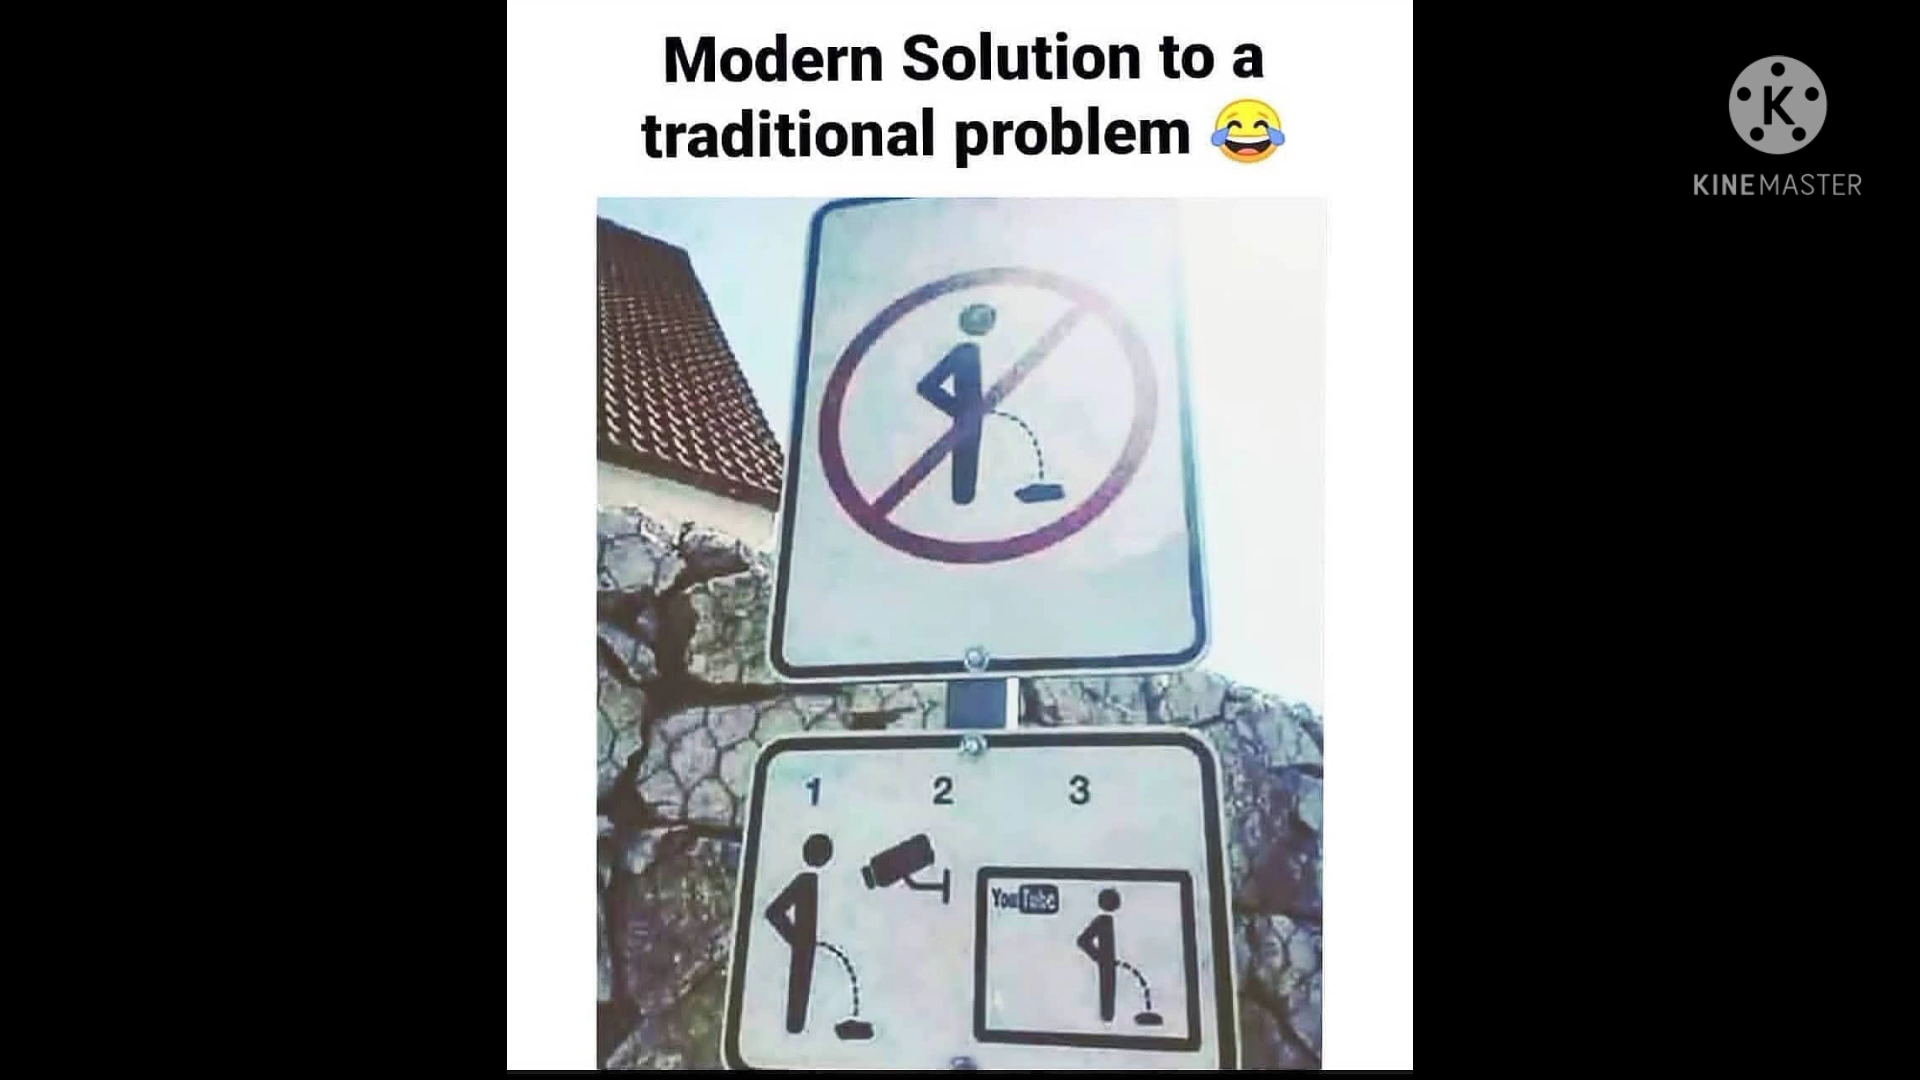 Modern Solution to a
traditional problem 😂
KINEMASTER
K
1 2 3
YouTube